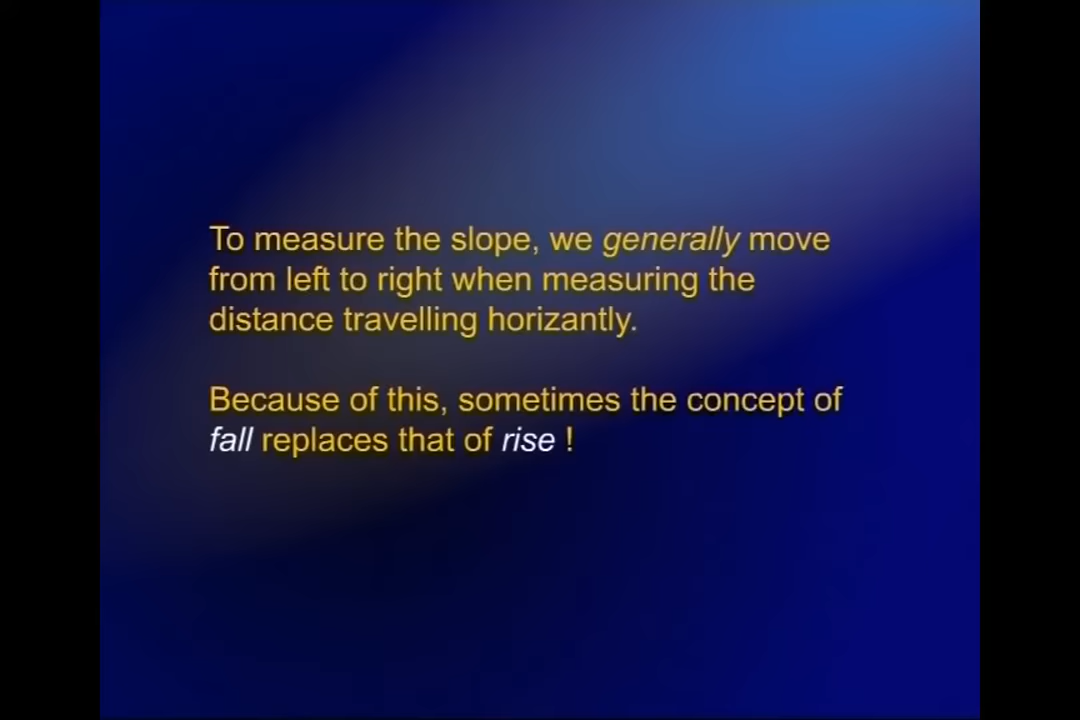 To measure the slope, we generally move
from left to right when measuring the
distance travelling horizantly.
Because of this, sometimes the concept of
fall replaces that of rise !